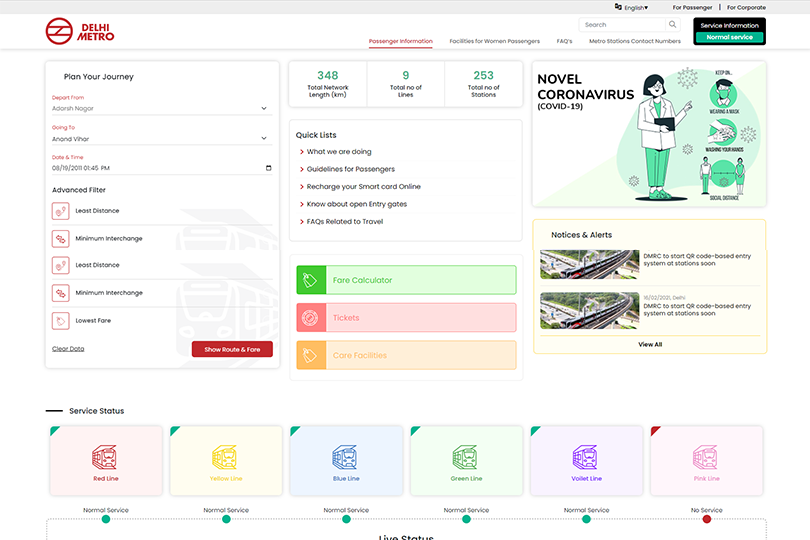 English▾
For Passenger
For Corporate
DELHI
METRO
Search
Service Information
Normal service
Passenger Information
Facilities for Women Passengers
FAQ's
Metro Stations Contact Numbers
Plan Your Journey
Depart From
Adarsh Nagar
Going To
Anand Vihar
Date & Time
08/19/2011 01:45 PM
Advanced Filter
Least Distance
Minimum Interchange
Least Distance
Minimum Interchange
Lowest Fare
Clear Data
Show Route & Fare
348
Total Network
Length (km)
9
Total no of
Lines
253
Total no of
Stations
Quick Lists
What we are doing
Guidelines for Passengers
Recharge your Smart card Online
Know about open Entry gates
FAQs Related to Travel
Fare Calculator
Tickets
Care Facilities
NOVEL
CORONAVIRUS
(COVID-19)
KEEP ON...
WEARING A MASK
WASHING YOUR HANDS
SOCIAL DISTANCE
Notices & Alerts
DMRC to start QR code-based entry
system at stations soon
16/02/2021, Delhi
DMRC to start QR code-based entry
system at stations soon
View All
Service Status
Red Line
Yellow Line
Blue Line
Green Line
Voilet Line
Pink Line
Normal Service
Normal Service
Normal Service
Normal Service
Normal Service
No Service
Live Status